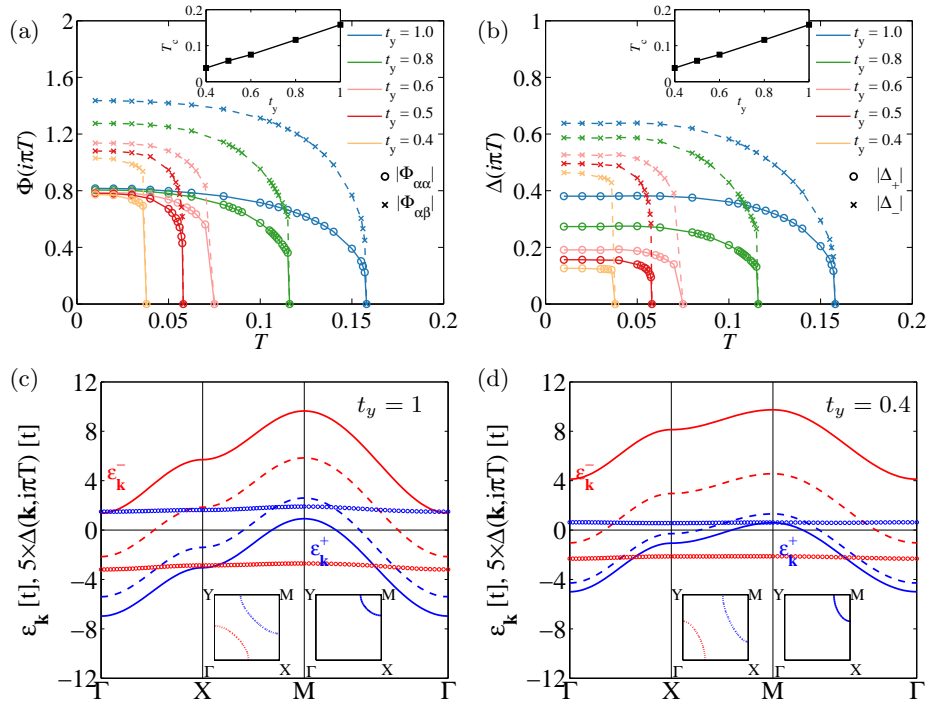 (a)
Φ(iπT)
2
1.6
1.2
0.8
0.4
0
0
0.05
0.1
0.15
0.2
T
T_c
0.2
0.1
0
0.4
0.6
0.8
1
t_y
t_y = 1.0
t_y = 0.8
t_y = 0.6
t_y = 0.5
t_y = 0.4
|Φ_αα|
|Φ_αβ|
(b)
Δ(iπT)
1
0.8
0.6
0.4
0.2
0
0
0.05
0.1
0.15
0.2
T
T_c
0.2
0.1
0
0.4
0.6
0.8
1
t_y
t_y = 1.0
t_y = 0.8
t_y = 0.6
t_y = 0.5
t_y = 0.4
|Δ_+|
|Δ_−|
(c)
ε_k [t], 5×Δ(k,iπT) [t]
12
8
4
0
−4
−8
−12
t_y = 1
ε_k^−
ε_k^+
Y
M
Γ
X
M
Γ
X
M
Γ
(d)
ε_k [t], 5×Δ(k,iπT) [t]
12
8
4
0
−4
−8
−12
t_y = 0.4
ε_k^−
ε_k^+
Y
M
Y
M
Γ
X
X
Γ
X
M
Γ